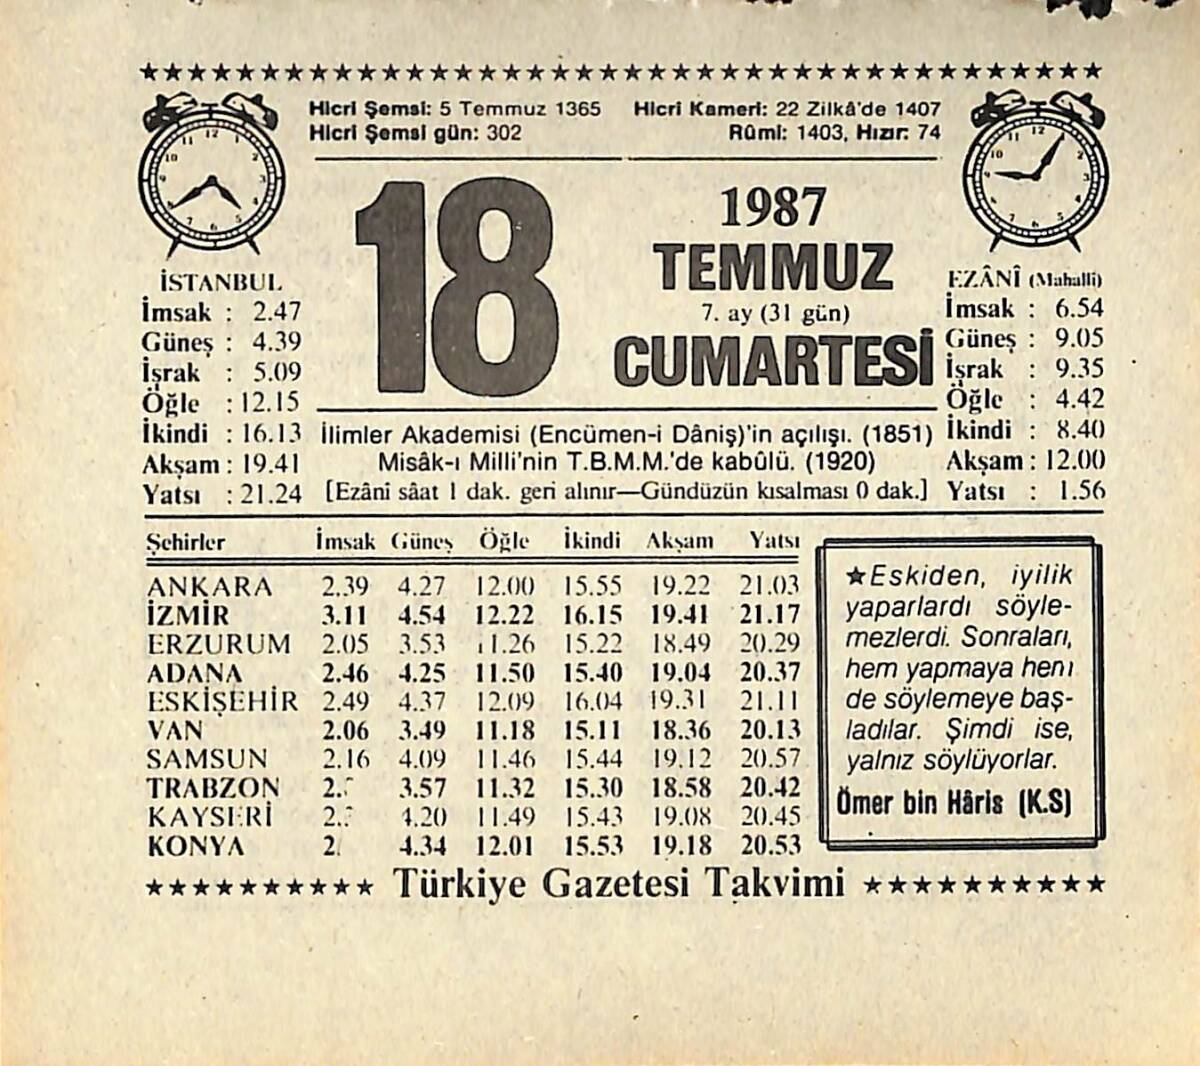 Hicrî Şemsî: 5 Temmuz 1365 Hicrî Kamerî: 22 Zilkâ'de 1407
Hicrî Şemsî gün: 302 Rûmî: 1403, Hızır: 74
18
1987
TEMMUZ
7. ay (31 gün)
CUMARTESİ
İSTANBUL
İmsak : 2.47
Güneş : 4.39
İşrak : 5.09
Öğle : 12.15
İkindi : 16.13
Akşam : 19.41
Yatsı : 21.24
EZÂNÎ (Mahallî)
İmsak : 6.54
Güneş : 9.05
İşrak : 9.35
Öğle : 4.42
İkindi : 8.40
Akşam : 12.00
Yatsı : 1.56
İlimler Akademisi (Encümen-i Dâniş)'in açılışı. (1851)
Misâk-ı Milli'nin T.B.M.M.'de kabûlü. (1920)
[Ezânî sâat 1 dak. geri alınır—Gündüzün kısalması 0 dak.]
Şehirler İmsak Güneş Öğle İkindi Akşam Yatsı
ANKARA 2.39 4.27 12.00 15.55 19.22 21.03
İZMİR 3.11 4.54 12.22 16.15 19.41 21.17
ERZURUM 2.05 3.53 11.26 15.22 18.49 20.29
ADANA 2.46 4.25 11.50 15.40 19.04 20.37
ESKİŞEHİR 2.49 4.37 12.09 16.04 19.31 21.11
VAN 2.06 3.49 11.18 15.11 18.36 20.13
SAMSUN 2.16 4.09 11.46 15.44 19.12 20.57
TRABZON 3.57 11.32 15.30 18.58 20.42
KAYSERİ 4.20 11.49 15.43 19.08 20.45
KONYA 4.34 12.01 15.53 19.18 20.53
★Eskiden, iyilik
yaparlardı söyle-
mezlerdi. Sonraları,
hem yapmaya hem
de söylemeye baş-
ladılar. Şimdi ise,
yalnız söylüyorlar.
Ömer bin Hâris (K.S)
Türkiye Gazetesi Takvimi